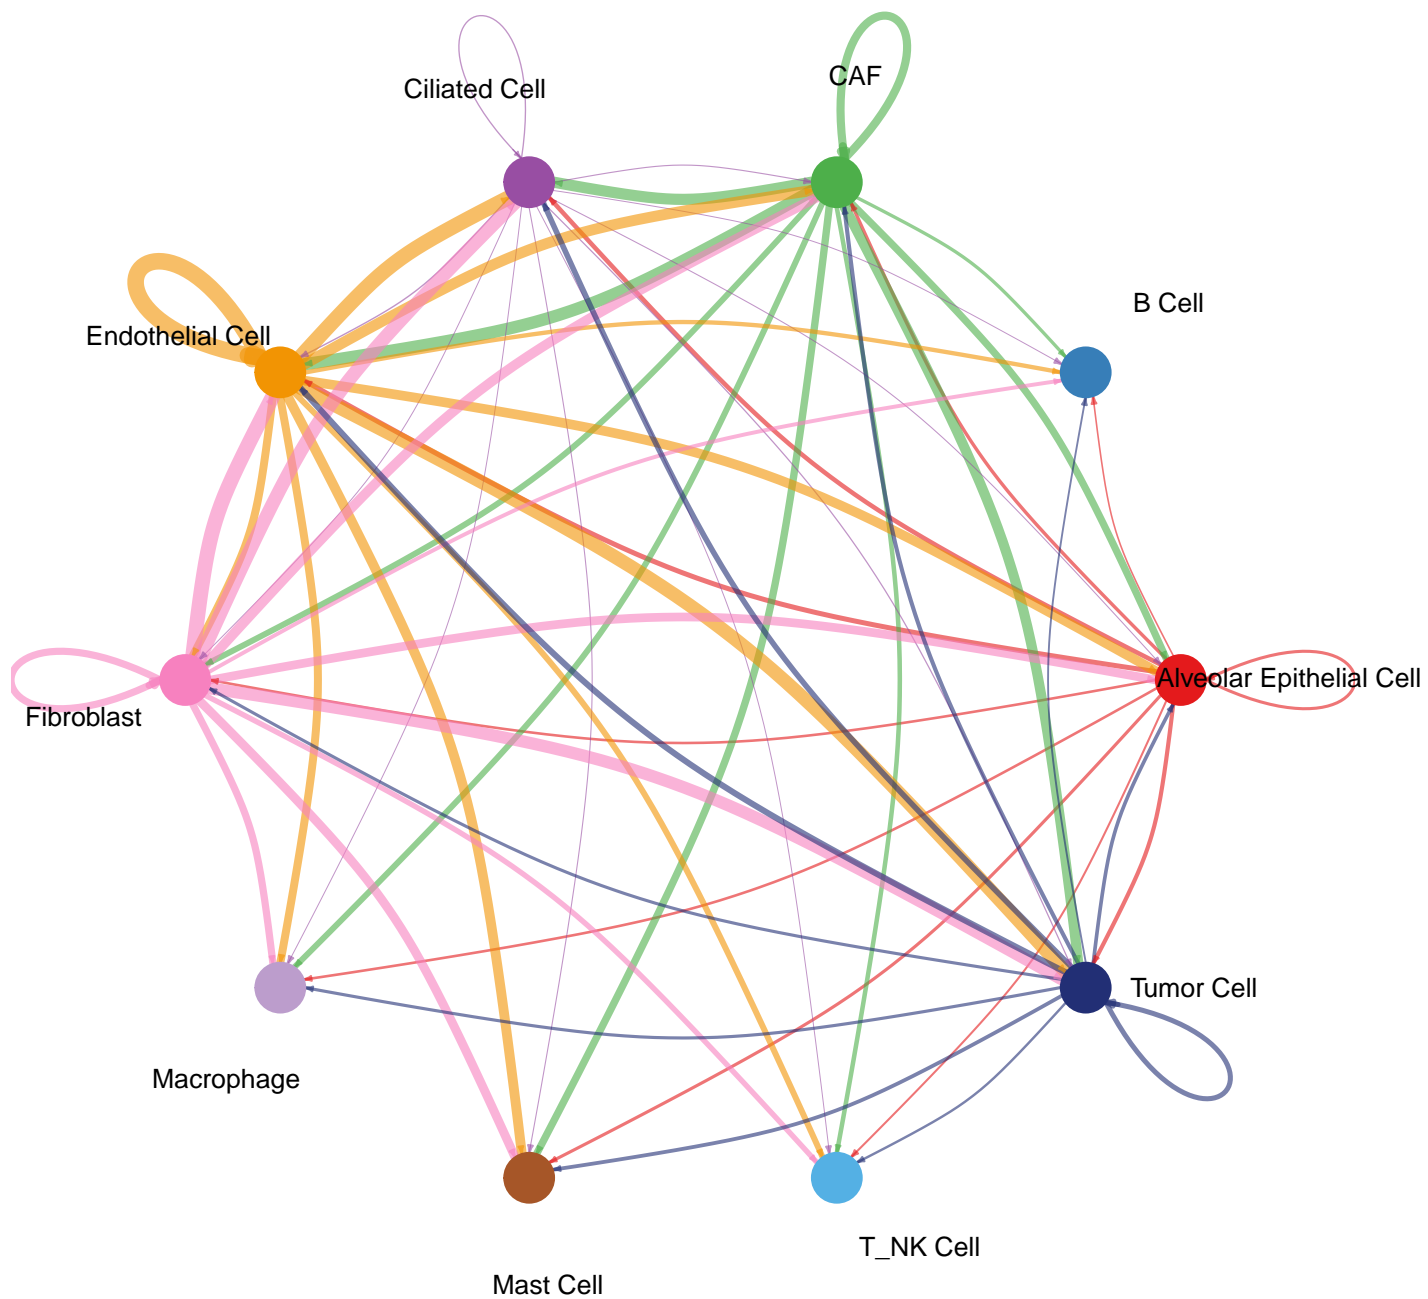 CAF
Ciliated Cell
B Cell
Endothelial Cell
Alveolar Epithelial Cell
Fibroblast
Tumor Cell
Macrophage
T_NK Cell
Mast Cell